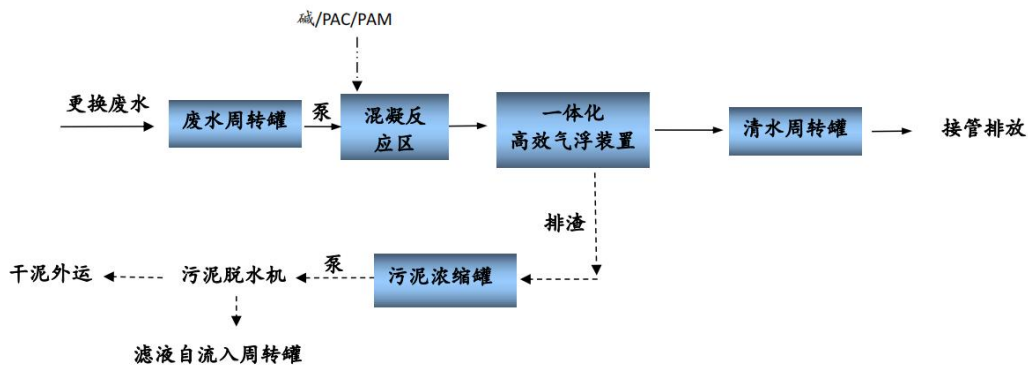 碱/PAC/PAM
更换废水
废水周转罐
泵
混凝反
应区
一体化
高效气浮装置
清水周转罐
接管排放
排渣
干泥外运
污泥脱水机
泵
污泥浓缩罐
滤液自流入周转罐